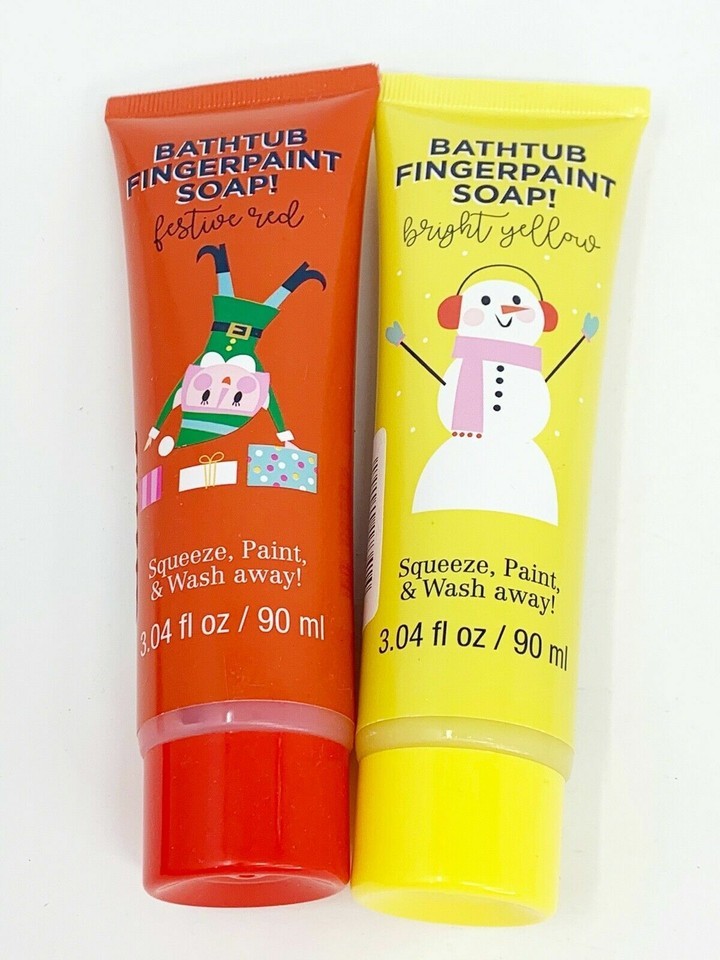 BATHTUB
FINGERPAINT
SOAP!
festive red
Squeeze, Paint,
& Wash away!
3.04 fl oz / 90 ml
BATHTUB
FINGERPAINT
SOAP!
bright yellow
Squeeze, Paint,
& Wash away!
3.04 fl oz / 90 ml